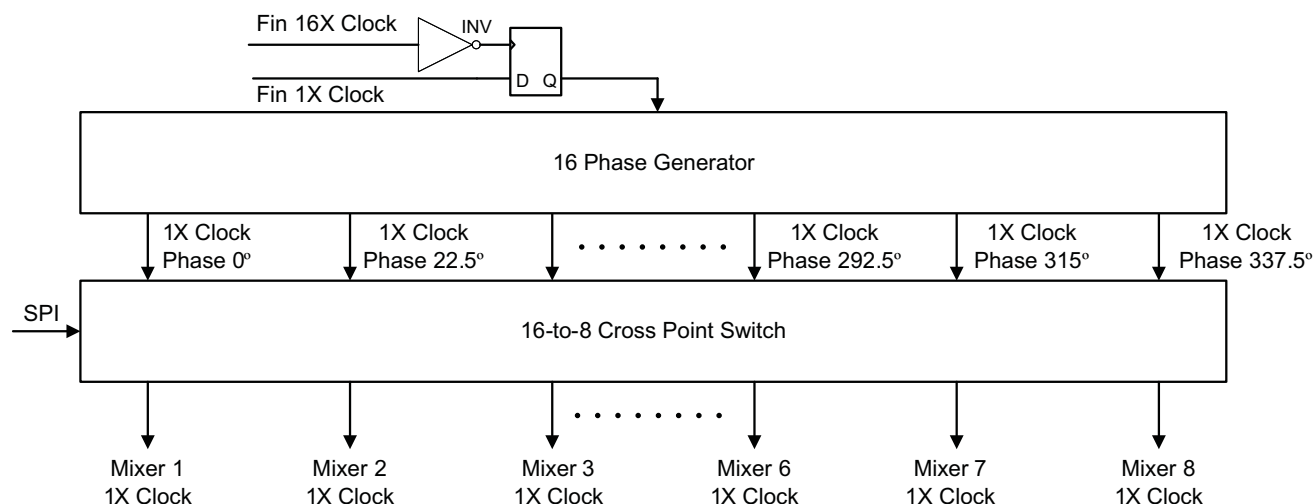 Fin 16X Clock
INV
D Q
Fin 1X Clock
16 Phase Generator
1X Clock
Phase 0º
1X Clock
Phase 22.5º
1X Clock
Phase 292.5º
1X Clock
Phase 315º
1X Clock
Phase 337.5º
SPI
16-to-8 Cross Point Switch
Mixer 1
1X Clock
Mixer 2
1X Clock
Mixer 3
1X Clock
Mixer 6
1X Clock
Mixer 7
1X Clock
Mixer 8
1X Clock